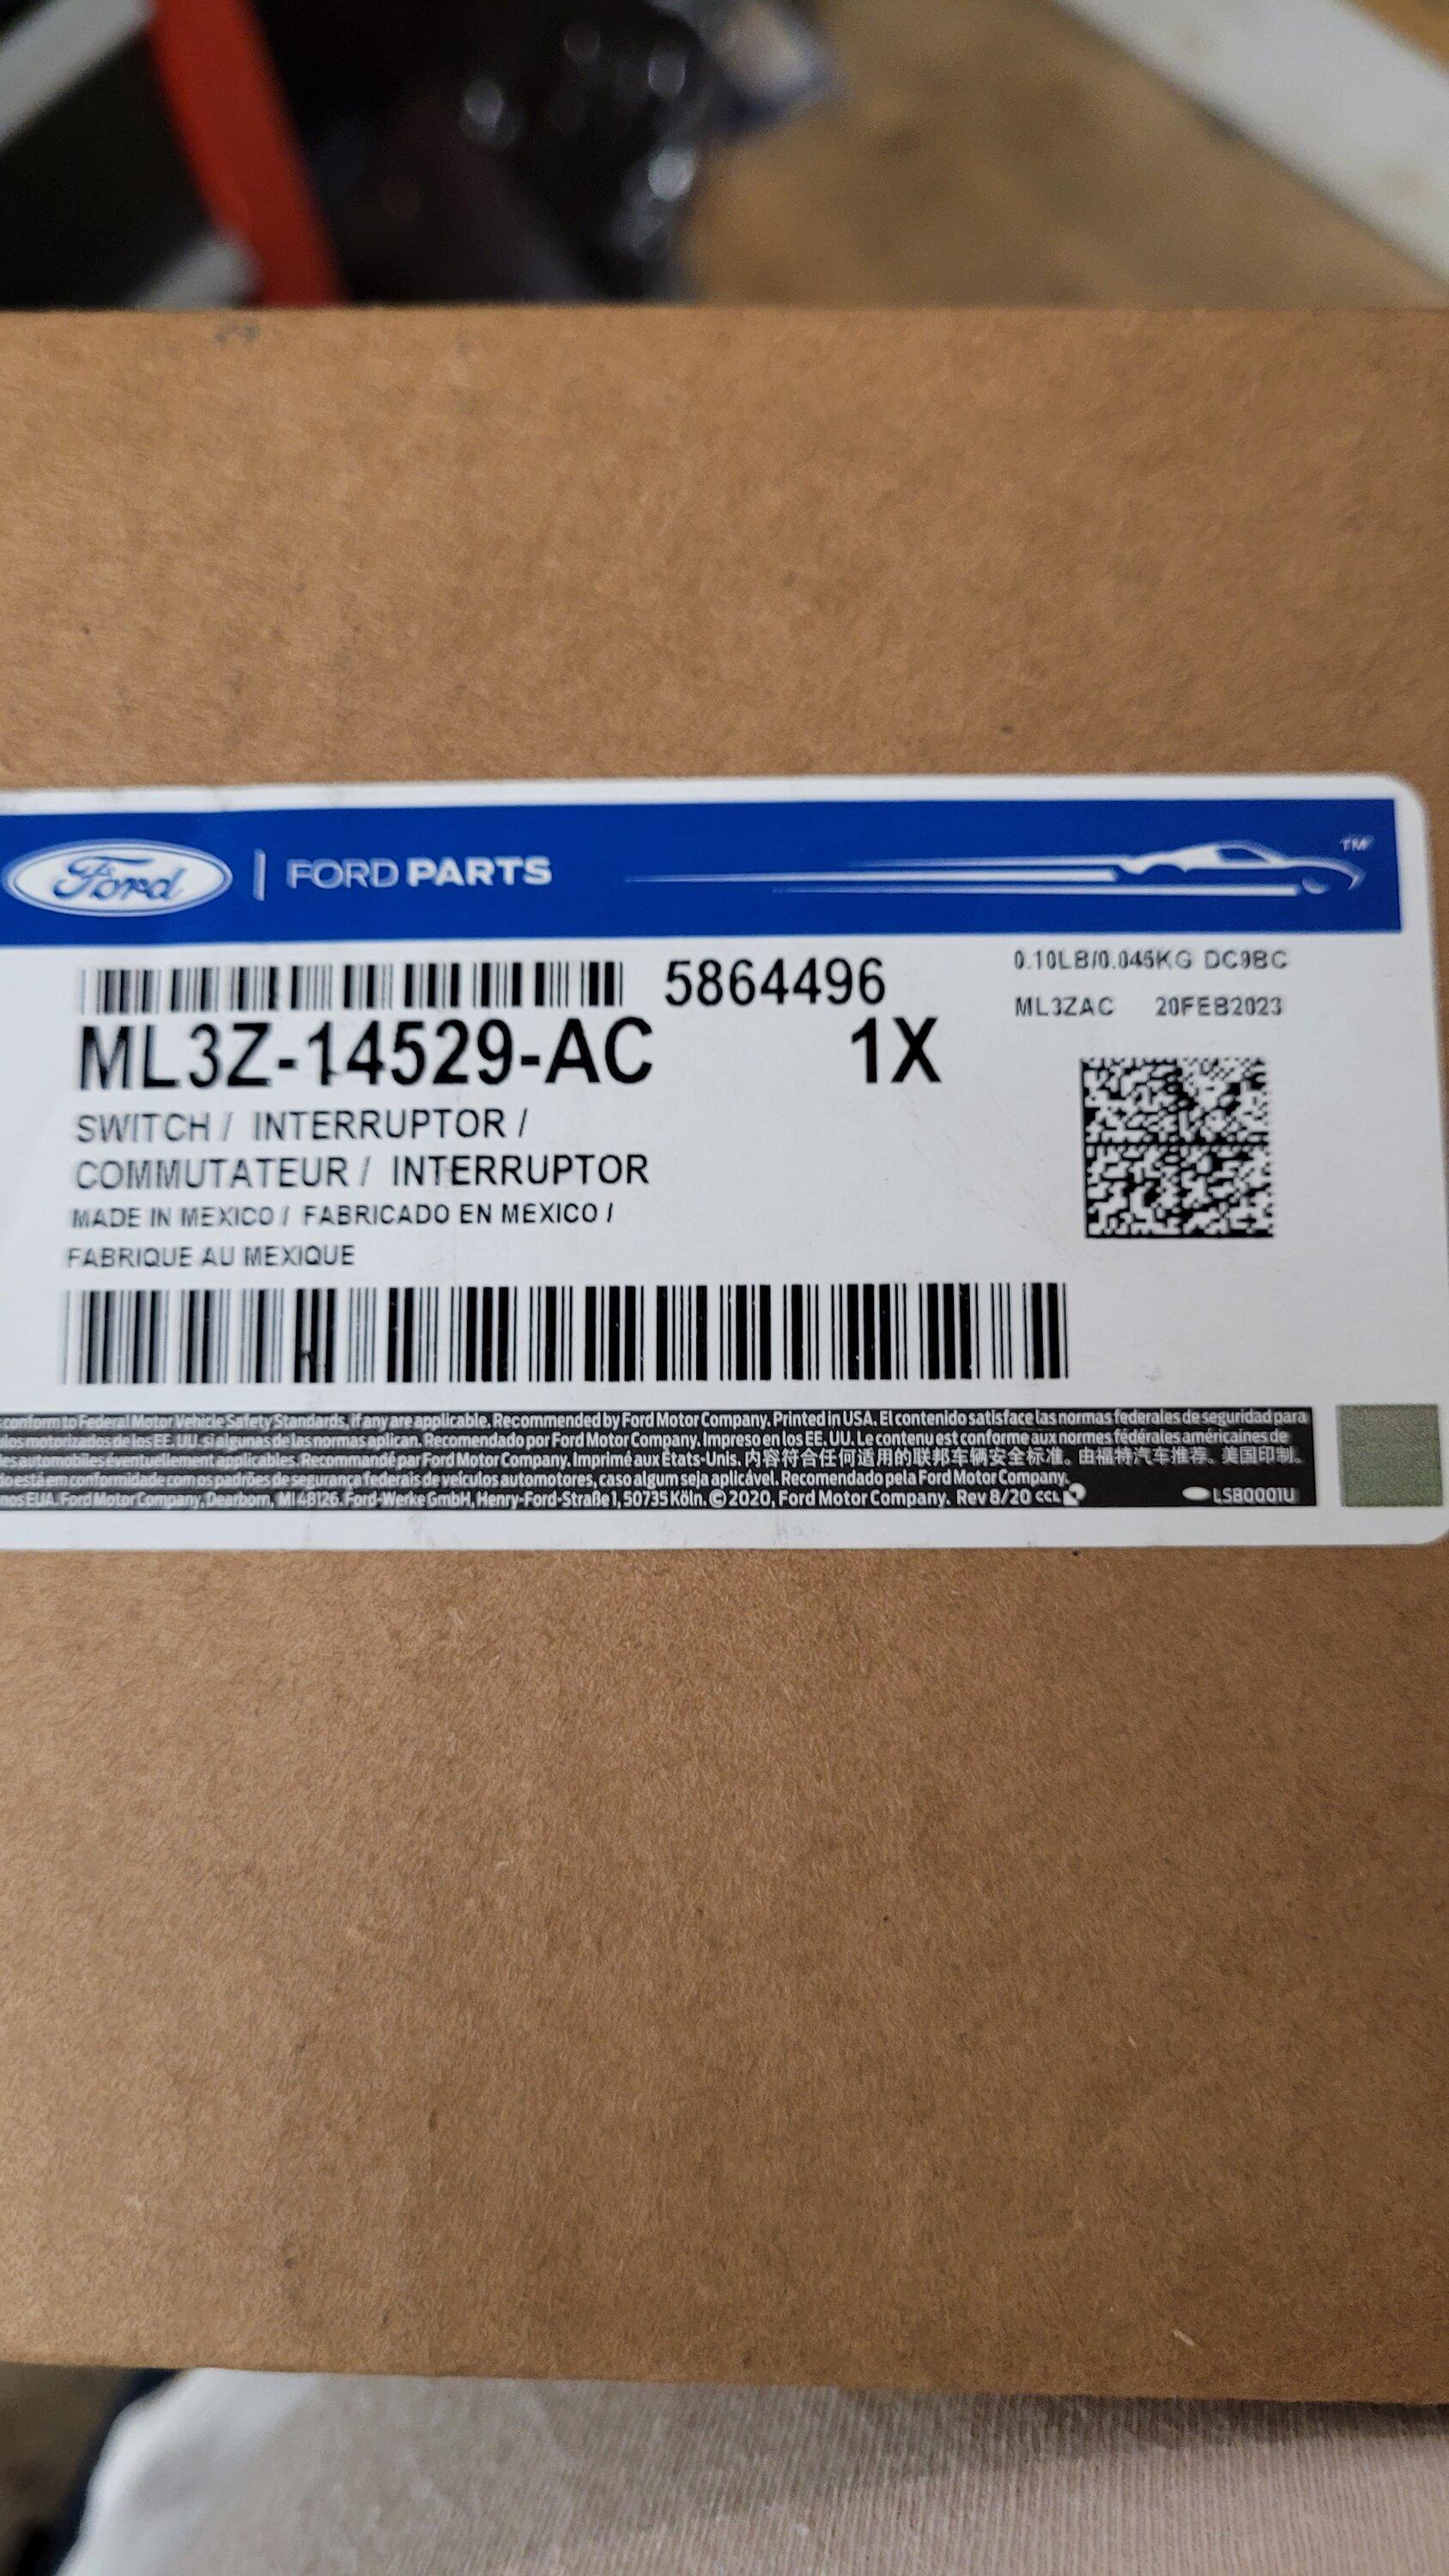 Ford | FORD PARTS
TM
5864496
0.10LB/0.045KG DC9BC
ML3Z-14529-AC 1X
ML3ZAC 20FEB2023
SWITCH / INTERRUPTOR /
COMMUTATEUR / INTERRUPTOR
MADE IN MEXICO / FABRICADO EN MEXICO /
FABRIQUE AU MEXIQUE
conform to Federal Motor Vehicle Safety Standards, if any are applicable. Recommended by Ford Motor Company. Printed in USA. El contenido satisface las normas federales de seguridad para
los motorizados de los EE. UU. si algunas de las normas aplican. Recomendado por Ford Motor Company. Impreso en los EE. UU. Le contenu est conforme aux normes fédérales américaines de
des automobiles éventuellement applicables. Recommandé par Ford Motor Company. Imprimé aux États-Unis. 内容符合任何适用的联邦车辆安全标准。由福特汽车推荐。美国印制。
do está em conformidade com os padrões de segurança federais de veículos automotores, caso algum seja aplicável. Recomendado pela Ford Motor Company.
nos EUA. Ford Motor Company, Dearborn, MI 48126. Ford-Werke GmbH, Henry-Ford-Straße 1, 50735 Köln. © 2020, Ford Motor Company. Rev 8/20 CCL LSB0001U